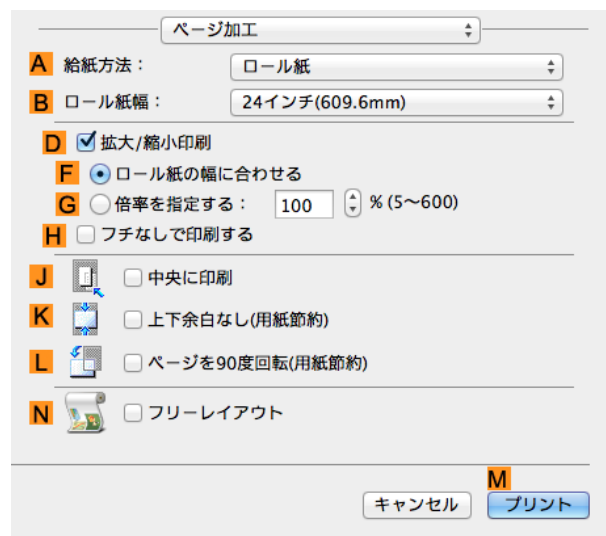 ページ加工
A 給紙方法： ロール紙
B ロール紙幅： 24インチ(609.6mm)
D 拡大/縮小印刷
F ロール紙の幅に合わせる
G 倍率を指定する： 100 % (5～600)
H フチなしで印刷する
J 中央に印刷
K 上下余白なし(用紙節約)
L ページを90度回転(用紙節約)
N フリーレイアウト
M
キャンセル プリント